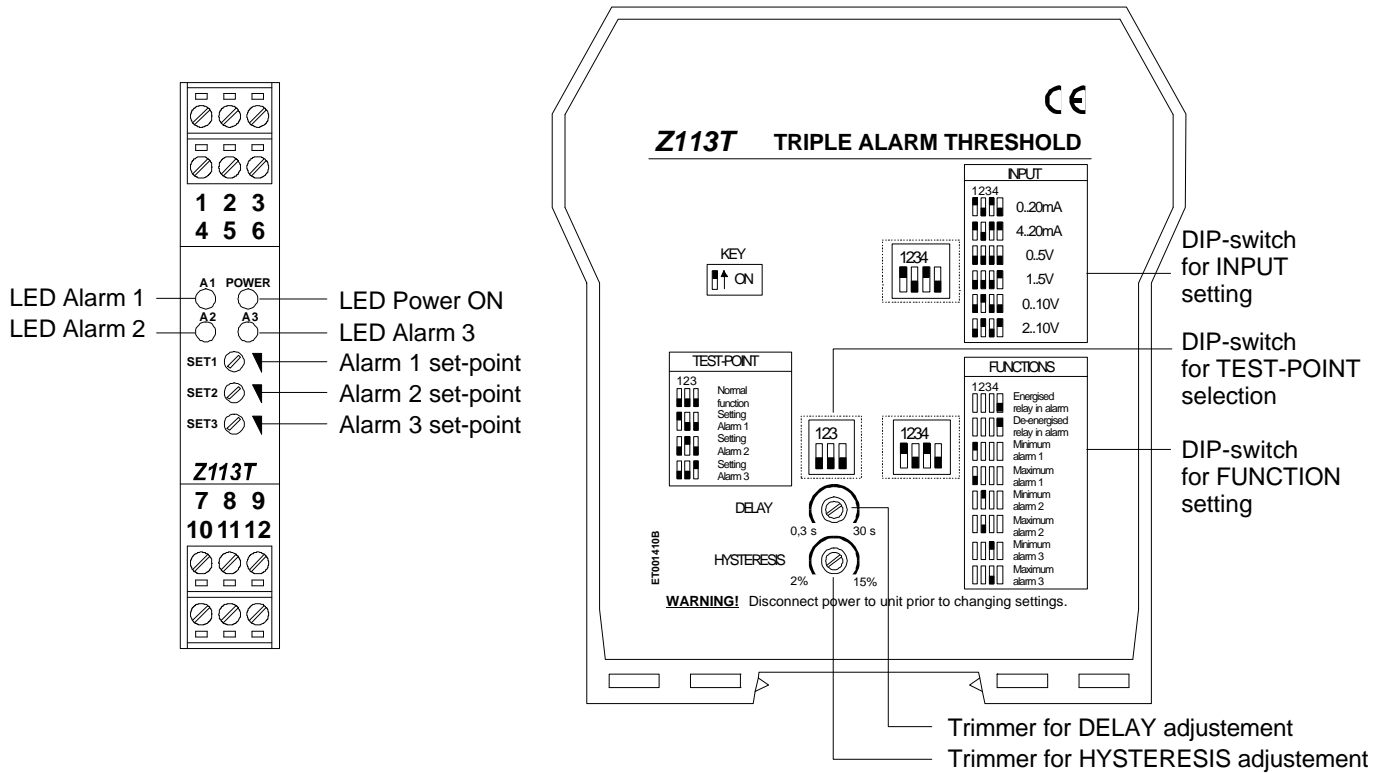 1 2 3
4 5 6
A1 POWER
A2 A3
SET1
SET2
SET3
Z113T
7 8 9
10 11 12
LED Alarm 1
LED Alarm 2
LED Power ON
LED Alarm 3
Alarm 1 set-point
Alarm 2 set-point
Alarm 3 set-point
CE
Z113T TRIPLE ALARM THRESHOLD
INPUT
1234
0..20mA
4..20mA
0..5V
1..5V
0..10V
2..10V
KEY
ON
1234
TEST-POINT
123
Normal
function
Setting
Alarm 1
Setting
Alarm 2
Setting
Alarm 3
123
1234
FUNCTIONS
1234
Energised
relay in alarm
De-energised
relay in alarm
Minimum
alarm 1
Maximum
alarm 1
Minimum
alarm 2
Maximum
alarm 2
Minimum
alarm 3
Maximum
alarm 3
DELAY
0,3 s 30 s
HYSTERESIS
2% 15%
ET001410B
WARNING! Disconnect power to unit prior to changing settings.
DIP-switch
for INPUT
setting
DIP-switch
for TEST-POINT
selection
DIP-switch
for FUNCTION
setting
Trimmer for DELAY adjustement
Trimmer for HYSTERESIS adjustement